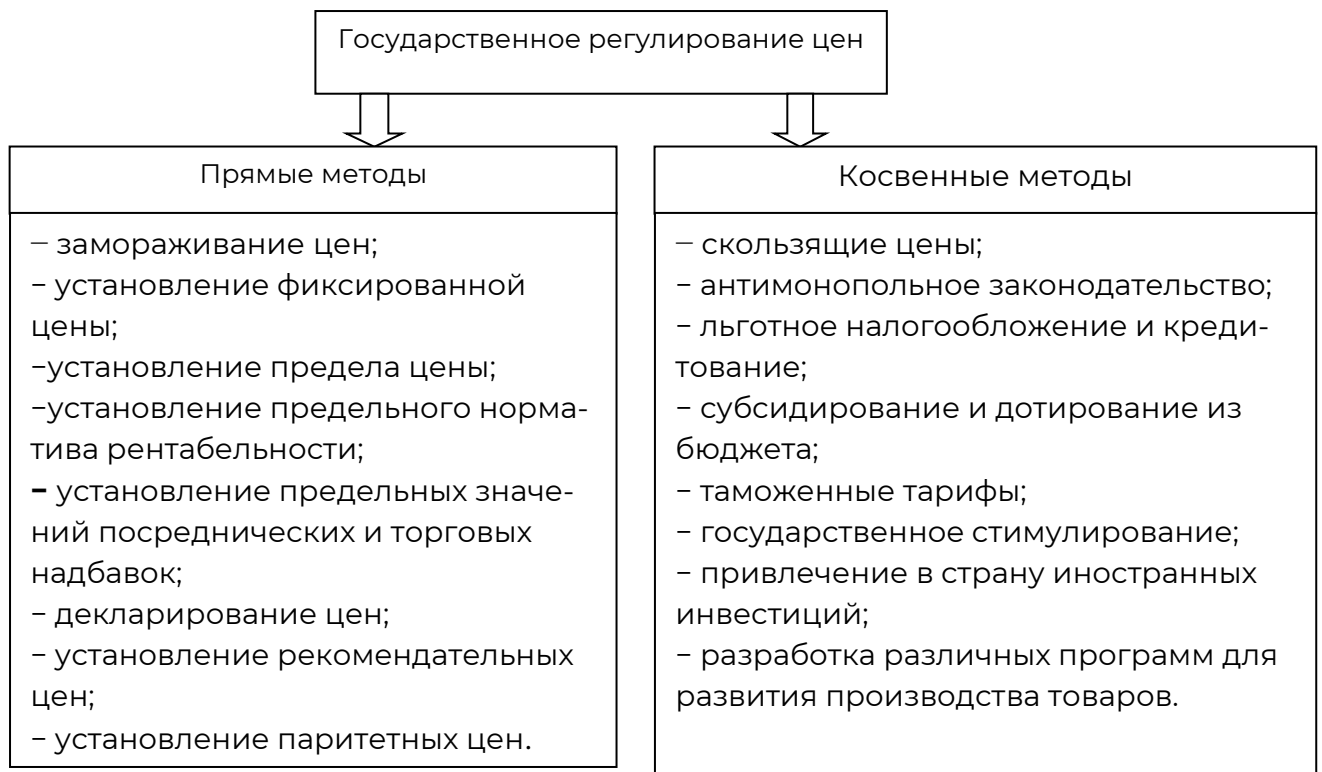 Государственное регулирование цен
Прямые методы
– замораживание цен;
– установление фиксированной
цены;
–установление предела цены;
–установление предельного норма-
тива рентабельности;
– установление предельных значе-
ний посреднических и торговых
надбавок;
– декларирование цен;
– установление рекомендательных
цен;
– установление паритетных цен.
Косвенные методы
– скользящие цены;
– антимонопольное законодательство;
– льготное налогообложение и креди-
тование;
– субсидирование и дотирование из
бюджета;
– таможенные тарифы;
– государственное стимулирование;
– привлечение в страну иностранных
инвестиций;
– разработка различных программ для
развития производства товаров.